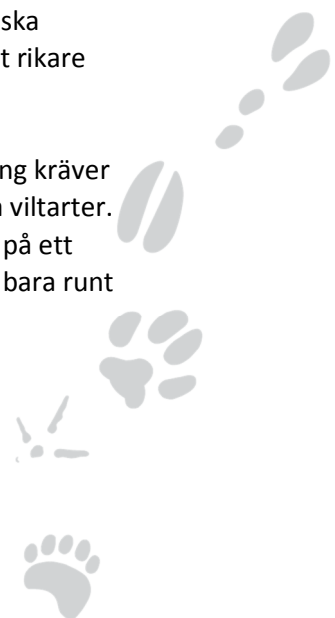 ska
t rikare
ng kräver
viltarter.
på ett
bara runt